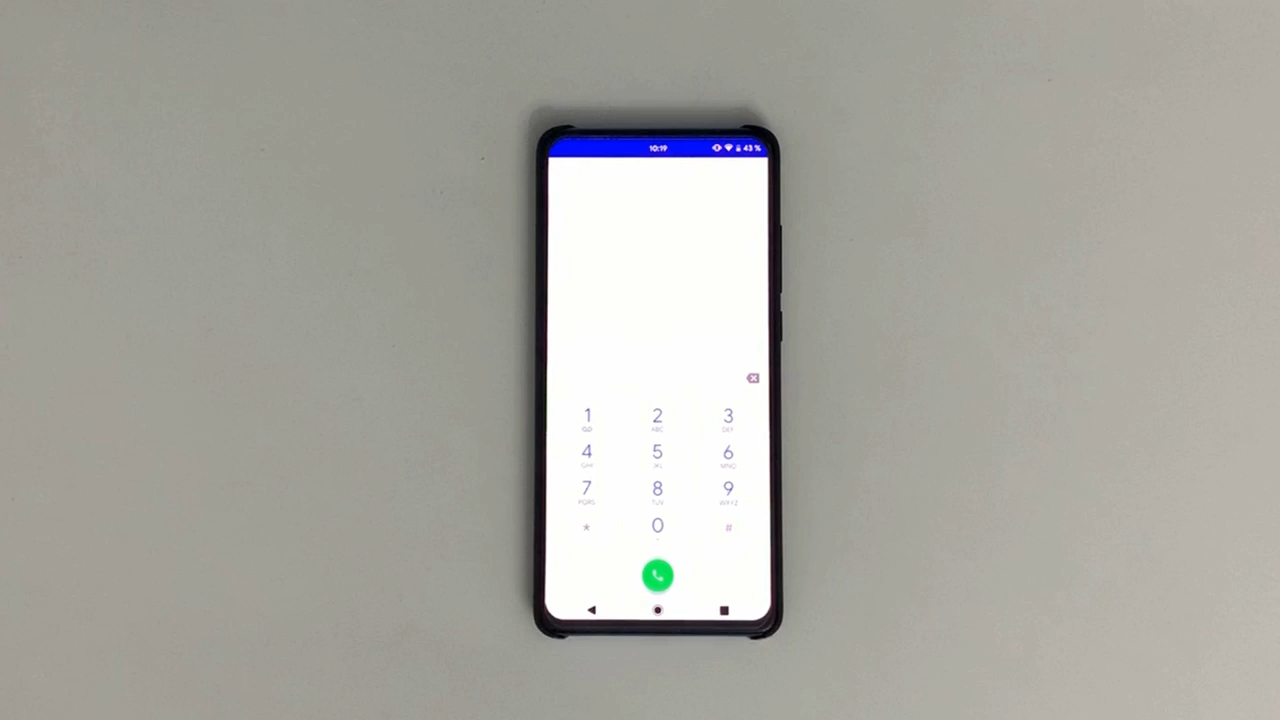 10:19 43 %
1 2 3
ABC DEF
4 5 6
GHI JKL MNO
7 8 9
PQRS TUV WXYZ
* 0 #
+